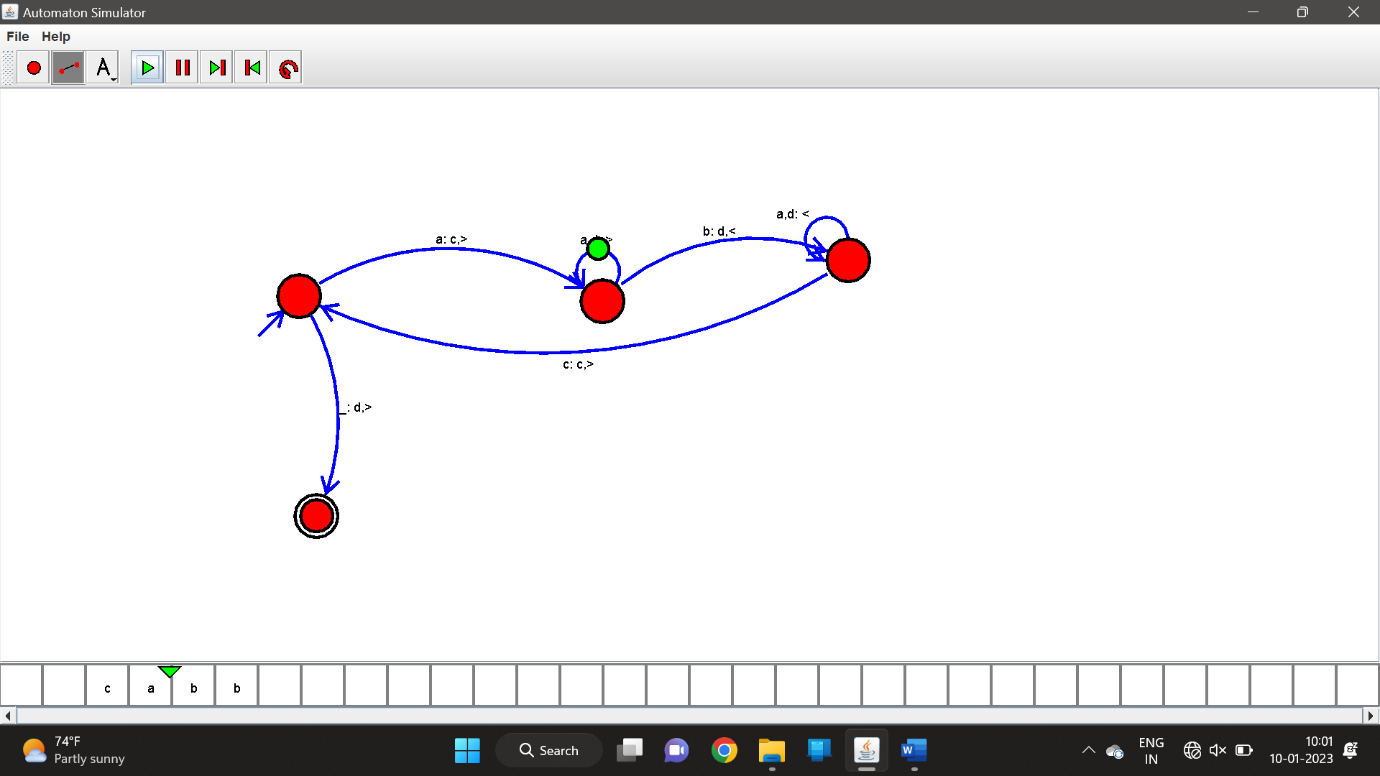 Automaton Simulator
File Help
A
a,d: <
b: d,<
a: c,>
c: c,>
_: d,>
c a b b
74°F
Partly sunny
Search
ENG
IN
10:01
10-01-2023